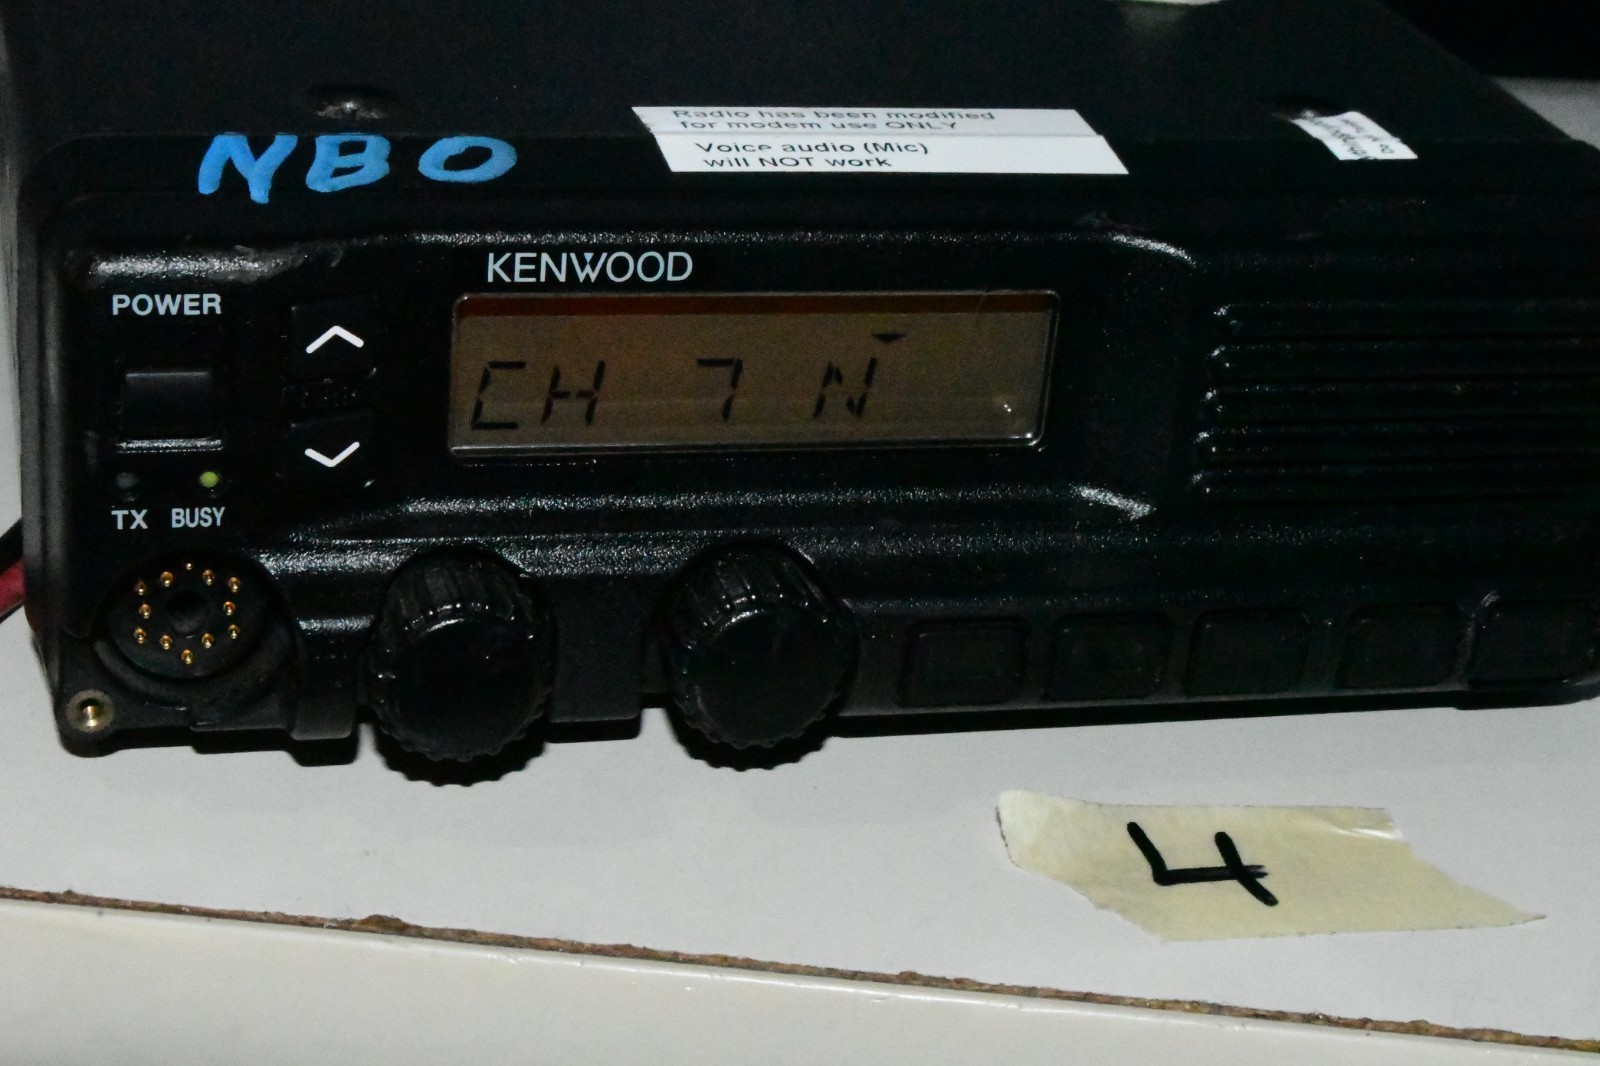 NBO
Radio has been modified
for modem use ONLY
Voice audio (Mic)
will NOT work
KENWOOD
POWER
CH 7 N
TX BUSY
4